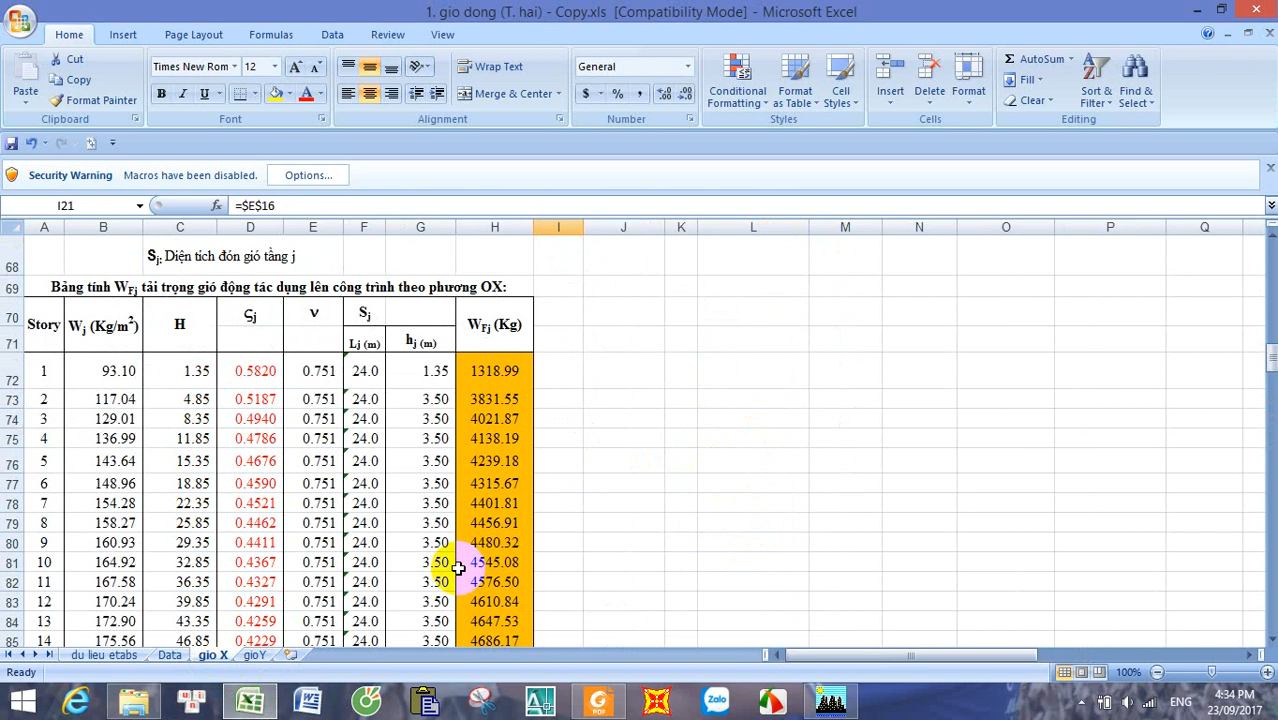 1. gio dong (T. hai) - Copy.xls [Compatibility Mode] - Microsoft Excel
Home Insert Page Layout Formulas Data Review View
Cut
Copy
Format Painter
Paste
Clipboard
Times New Rom 12
B I U
Font
Wrap Text
Merge & Center
Alignment
General
$ % ,
Number
Conditional Formatting
Format as Table
Cell Styles
Styles
Insert Delete Format
Cells
Σ AutoSum
Fill
Clear
Sort & Filter
Find & Select
Editing
Security Warning Macros have been disabled. Options...
I21 fx =$E$16
A B C D E F G H I J K L M N O P Q
68 Sj: Diện tích đón gió tầng j
69 Bảng tính WFj tải trọng gió động tác dụng lên công trình theo phương OX:
70 Story Wj (Kg/m2) H ςj ν Sj WFj (Kg)
71 Lj (m) hj (m)
72 1 93.10 1.35 0.5820 0.751 24.0 1.35 1318.99
73 2 117.04 4.85 0.5187 0.751 24.0 3.50 3831.55
74 3 129.01 8.35 0.4940 0.751 24.0 3.50 4021.87
75 4 136.99 11.85 0.4786 0.751 24.0 3.50 4138.19
76 5 143.64 15.35 0.4676 0.751 24.0 3.50 4239.18
77 6 148.96 18.85 0.4590 0.751 24.0 3.50 4315.67
78 7 154.28 22.35 0.4521 0.751 24.0 3.50 4401.81
79 8 158.27 25.85 0.4462 0.751 24.0 3.50 4456.91
80 9 160.93 29.35 0.4411 0.751 24.0 3.50 4480.32
81 10 164.92 32.85 0.4367 0.751 24.0 3.50 4545.08
82 11 167.58 36.35 0.4327 0.751 24.0 3.50 4576.50
83 12 170.24 39.85 0.4291 0.751 24.0 3.50 4610.84
84 13 172.90 43.35 0.4259 0.751 24.0 3.50 4647.53
85 14 175.56 46.85 0.4229 0.751 24.0 3.50 4686.17
du lieu etabs Data gio X gioY
Ready 100%
PDF Zalo
ENG
4:34 PM
23/09/2017